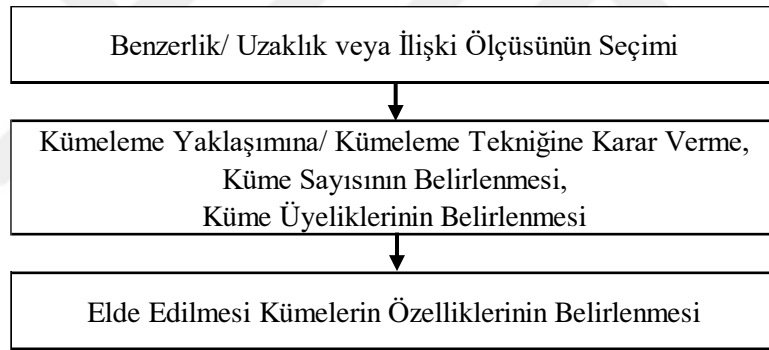 Benzerlik/ Uzaklık veya İlişki Ölçüsünün Seçimi
Kümeleme Yaklaşımına/ Kümeleme Tekniğine Karar Verme,
Küme Sayısının Belirlenmesi,
Küme Üyeliklerinin Belirlenmesi
Elde Edilmesi Kümelerin Özelliklerinin Belirlenmesi